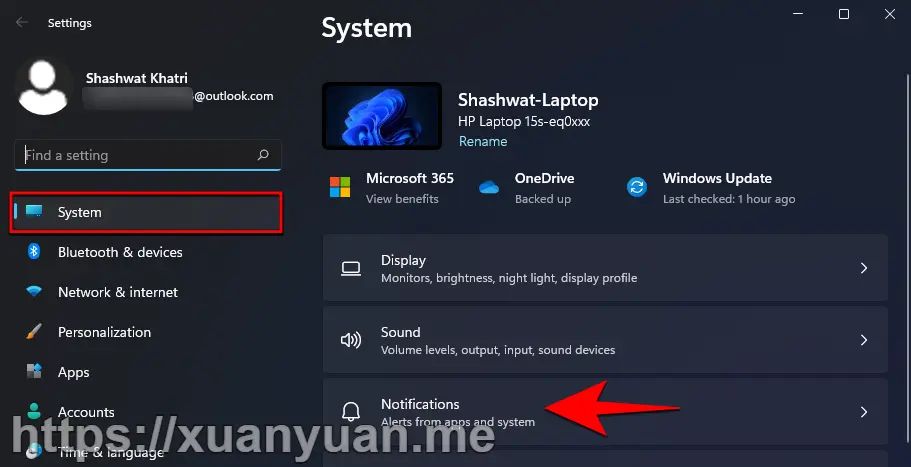 Settings
Shashwat Khatri
@outlook.com
Find a setting
System
Bluetooth & devices
Network & internet
Personalization
Apps
Accounts
Time & language
System
Shashwat-Laptop
HP Laptop 15s-eq0xxx
Rename
Microsoft 365
View benefits
OneDrive
Backed up
Windows Update
Last checked: 1 hour ago
Display
Monitors, brightness, night light, display profile
Sound
Volume levels, output, input, sound devices
Notifications
Alerts from apps and system
https://xuanyuan.me